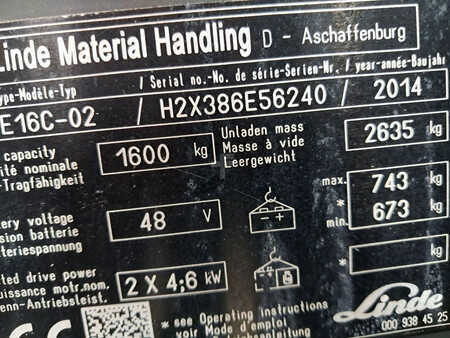 Linde Material Handling D - Aschaffenburg
ype-Modèle-Typ / Serial no.-No. de série-Serien-Nr. / year-année-Baujahr
E16C-02 / H2X386E56240 / 2014
capacity
ité nominale
-Tragfähigkeit
1600 kg
Unladen mass
Masse à vide
Leergewicht
2635 kg
tery voltage
sion batterie
teriespannung
48 V
- +
max. 743 kg
*
min. 673 kg
ted drive power
uissance motr.nom.
enn-Antriebsleist.
2 X 4,6 kW
* kg
* see Operating instructions
voir Mode d'emploi
Linde
000 938 45 25